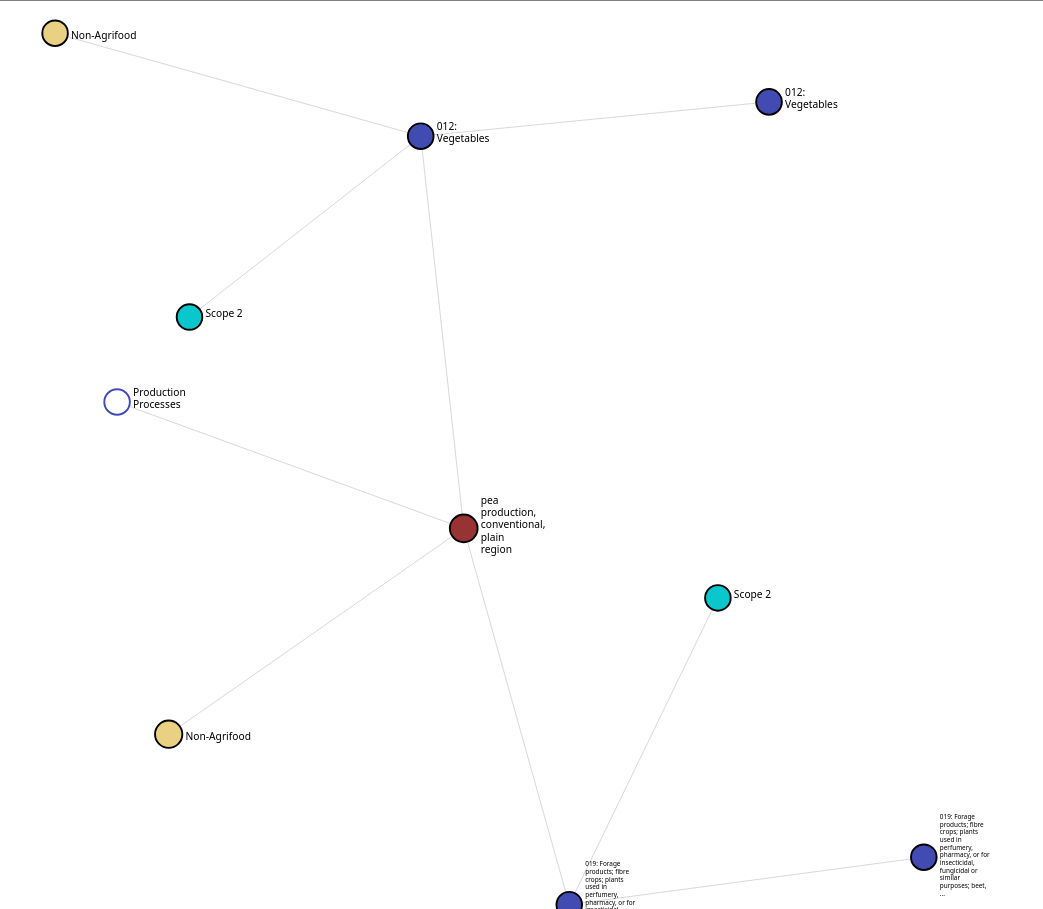 Non-Agrifood
012:
Vegetables
012:
Vegetables
Scope 2
Production
Processes
pea
production,
conventional,
plain
region
Scope 2
Non-Agrifood
019: Forage
products; fibre
crops; plants
used in
perfumery,
pharmacy, or for
insecticidal,
fungicidal or
similar
purposes; beet,
...
019: Forage
products; fibre
crops; plants
used in
perfumery,
pharmacy, or for